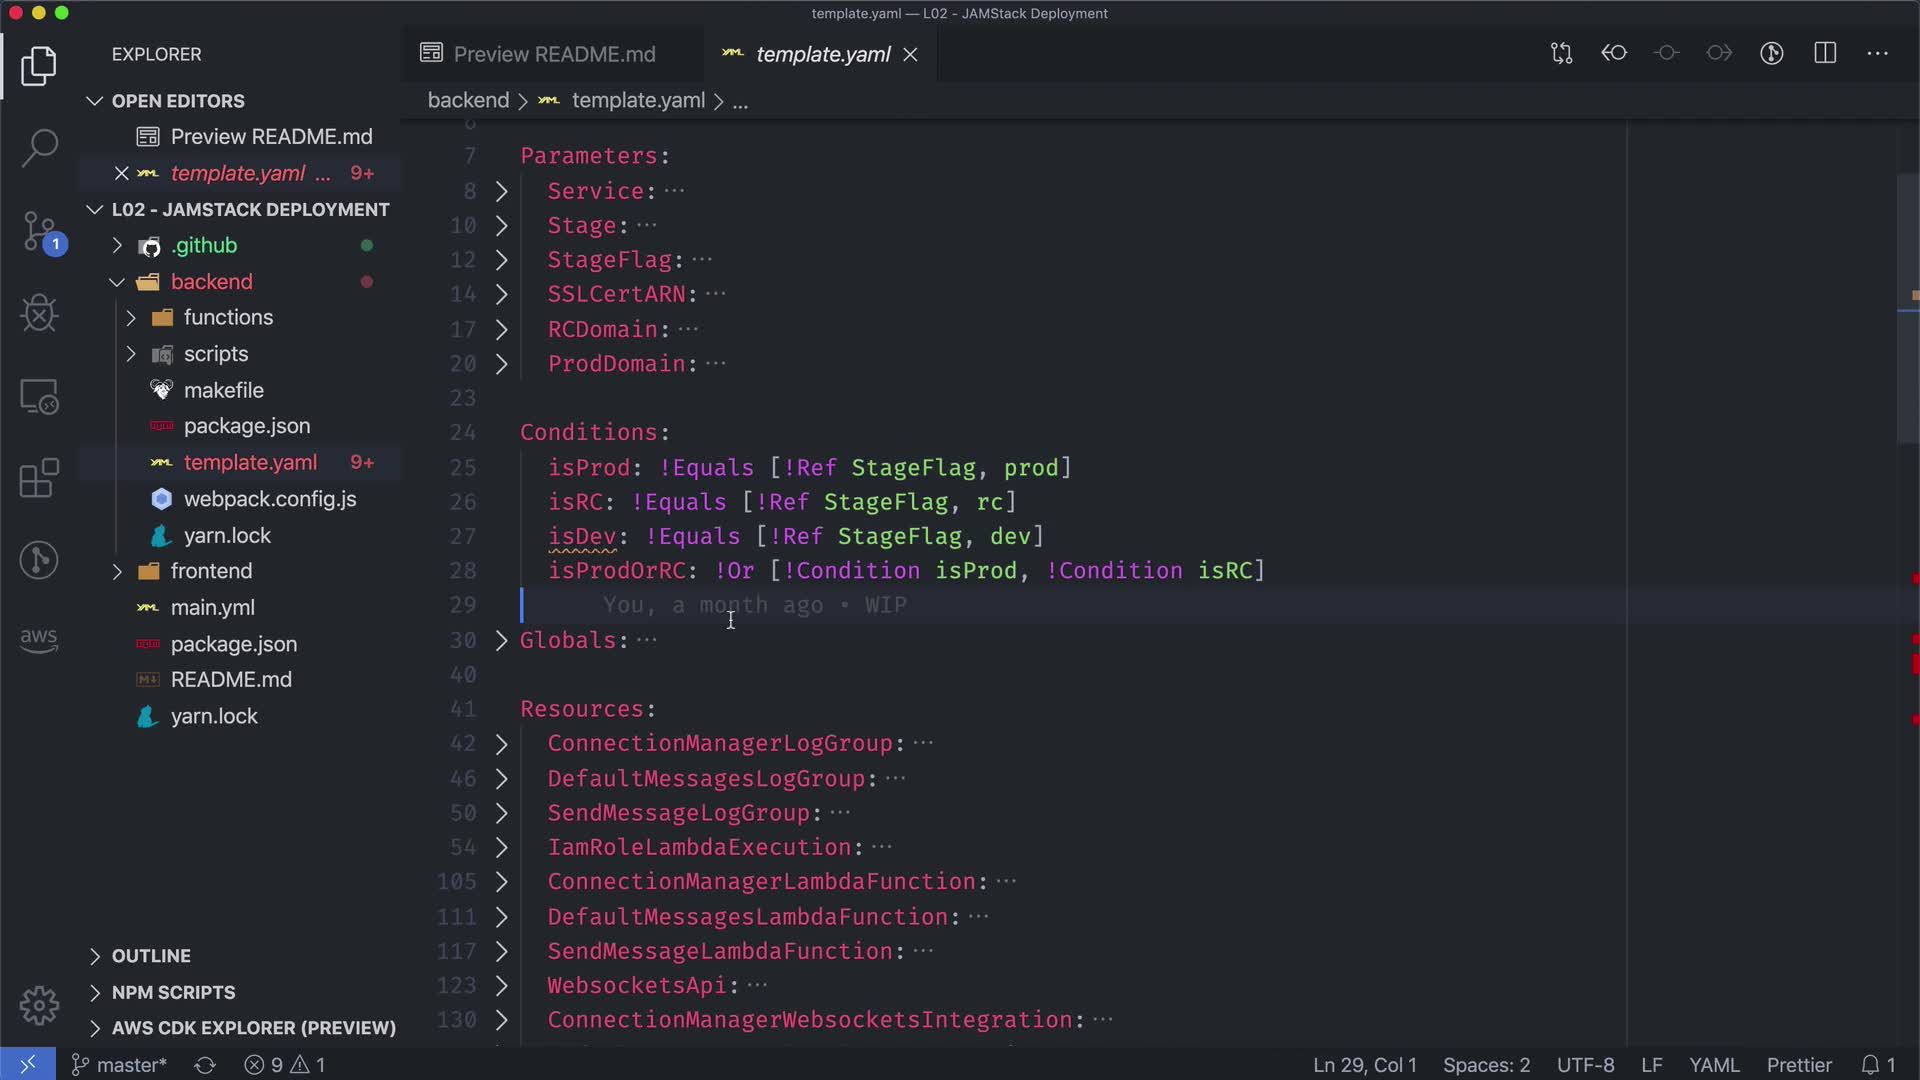 template.yaml — L02 - JAMStack Deployment
EXPLORER
OPEN EDITORS
Preview README.md
template.yaml ... 9+
L02 - JAMSTACK DEPLOYMENT
.github
backend
functions
scripts
makefile
package.json
template.yaml 9+
webpack.config.js
yarn.lock
frontend
main.yml
package.json
README.md
yarn.lock
OUTLINE
NPM SCRIPTS
AWS CDK EXPLORER (PREVIEW)
1
aws
Preview README.md
template.yaml
backend > template.yaml > ...
6
7 Parameters:
8 Service: ...
10 Stage: ...
12 StageFlag: ...
14 SSLCertARN: ...
17 RCDomain: ...
20 ProdDomain: ...
23
24 Conditions:
25 isProd: !Equals [!Ref StageFlag, prod]
26 isRC: !Equals [!Ref StageFlag, rc]
27 isDev: !Equals [!Ref StageFlag, dev]
28 isProdOrRC: !Or [!Condition isProd, !Condition isRC]
29 You, a month ago • WIP
30 Globals: ...
40
41 Resources:
42 ConnectionManagerLogGroup: ...
46 DefaultMessagesLogGroup: ...
50 SendMessageLogGroup: ...
54 IamRoleLambdaExecution: ...
105 ConnectionManagerLambdaFunction: ...
111 DefaultMessagesLambdaFunction: ...
117 SendMessageLambdaFunction: ...
123 WebsocketsApi: ...
130 ConnectionManagerWebsocketsIntegration: ...
master* 9 1
Ln 29, Col 1 Spaces: 2 UTF-8 LF YAML Prettier 1